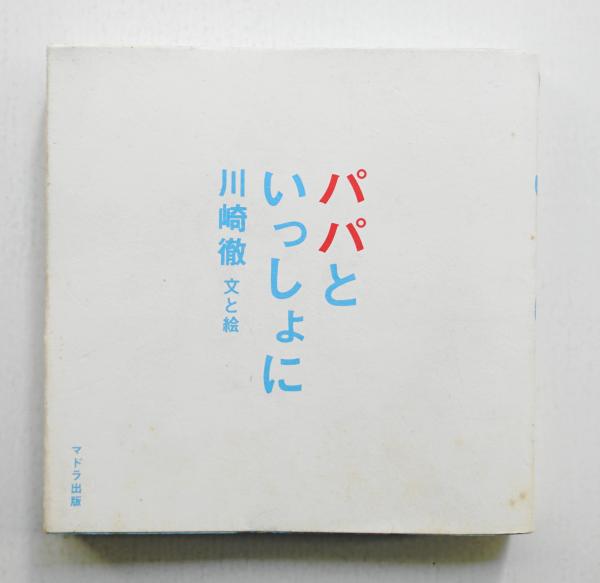 パパと
いっしょに
川崎徹 文と絵
マドラ出版